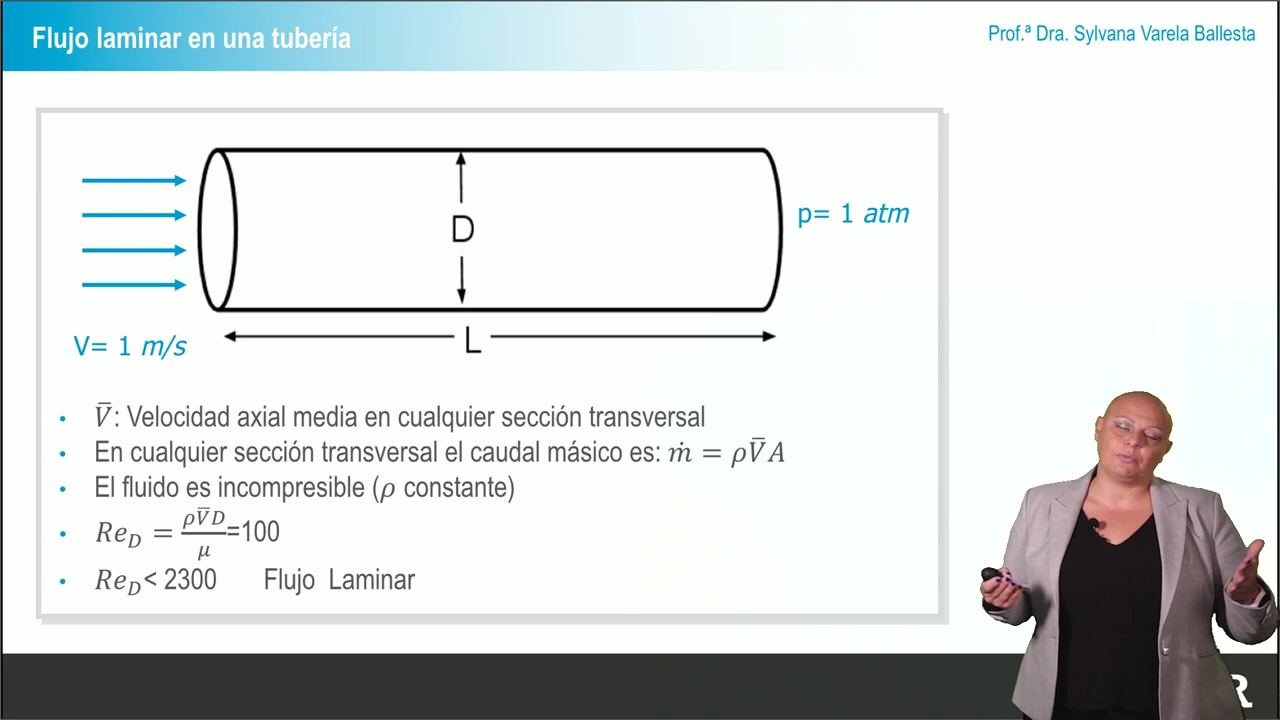 Flujo laminar en una tubería
Prof.ª Dra. Sylvana Varela Ballesta
D
p= 1 atm
L
V= 1 m/s
• V̄: Velocidad axial media en cualquier sección transversal
• En cualquier sección transversal el caudal másico es: ṁ = ρV̄A
• El fluido es incompresible (ρ constante)
• Re_D = ρV̄D/μ =100
• Re_D < 2300 Flujo Laminar
R